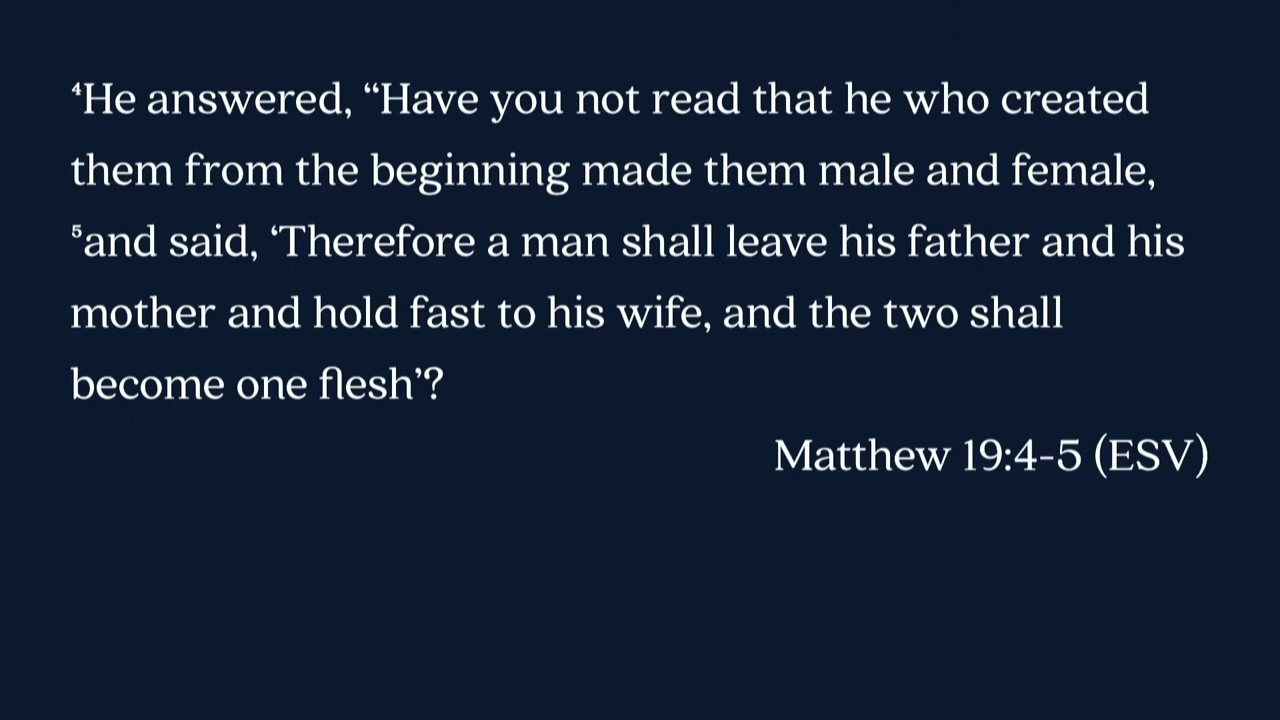 ⁴He answered, “Have you not read that he who created
them from the beginning made them male and female,
⁵and said, ‘Therefore a man shall leave his father and his
mother and hold fast to his wife, and the two shall
become one flesh’?
Matthew 19:4-5 (ESV)